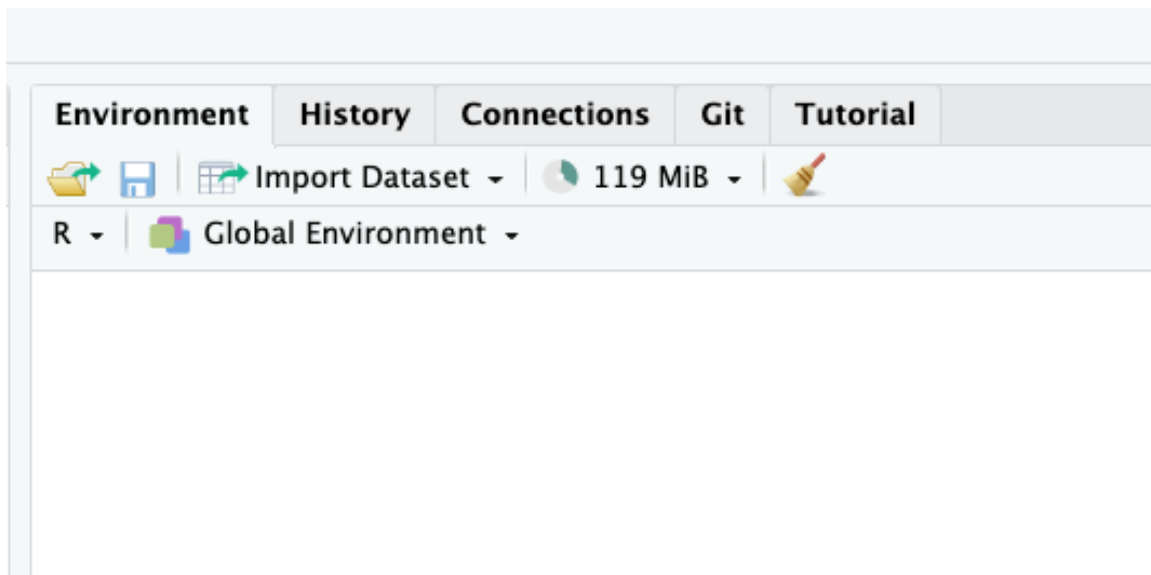 Environment History Connections Git Tutorial
Import Dataset 119 MiB
R Global Environment